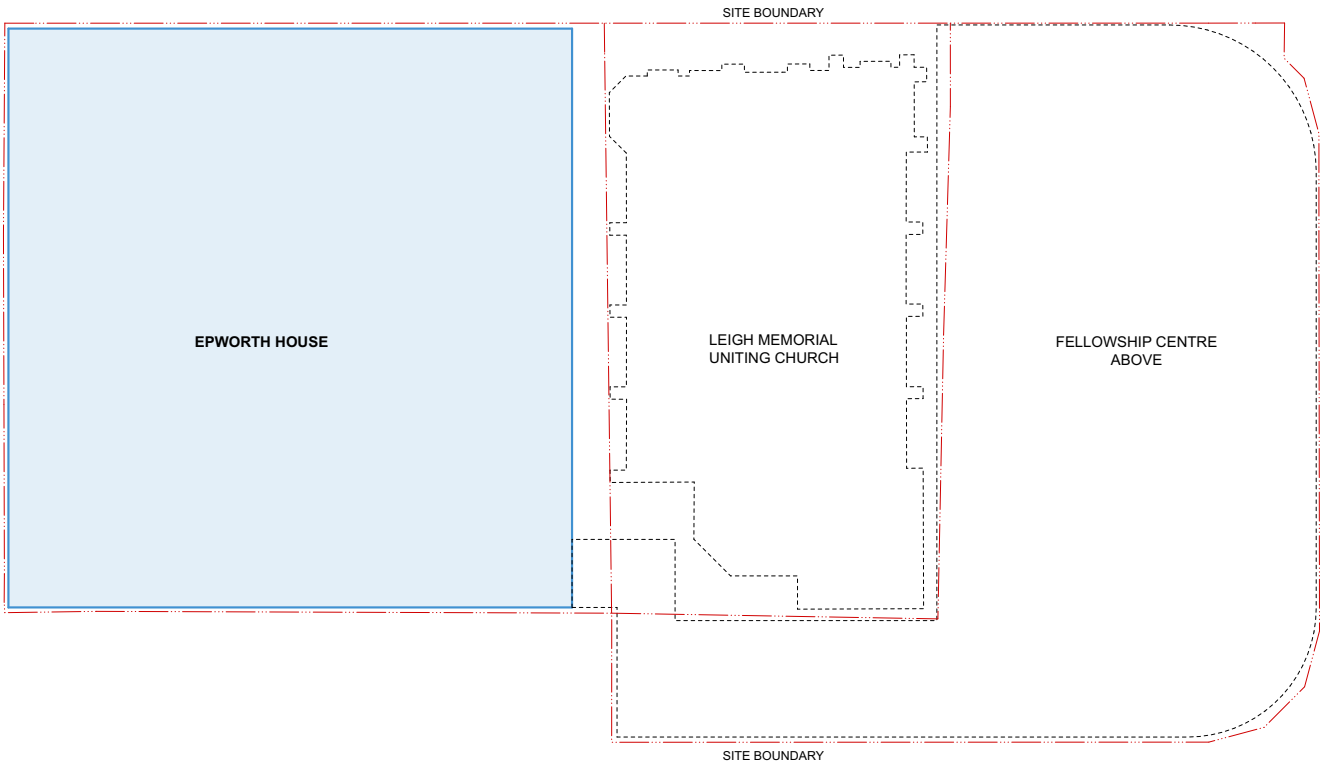 SITE BOUNDARY
EPWORTH HOUSE
LEIGH MEMORIAL
UNITING CHURCH
FELLOWSHIP CENTRE
ABOVE
SITE BOUNDARY